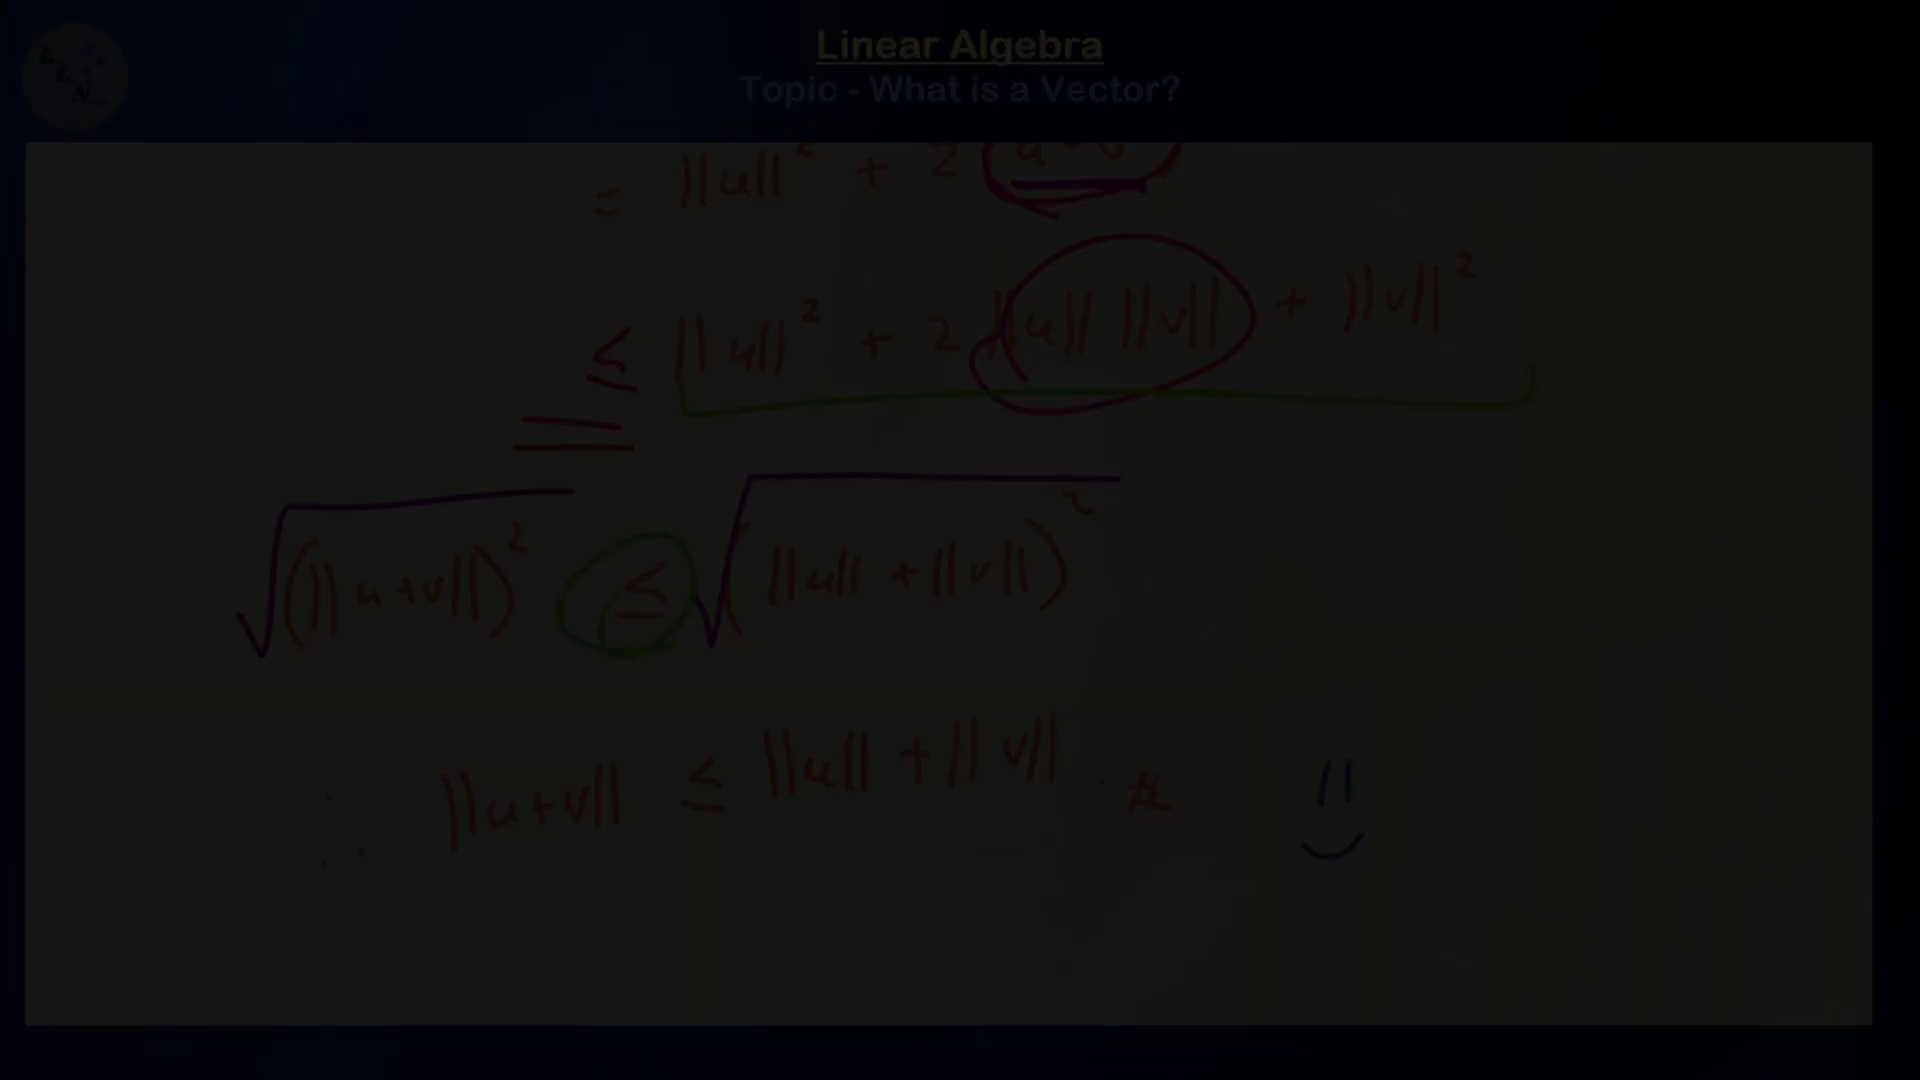 Linear Algebra
Topic - What is a Vector?
= ||u||² + 2 u · v
≤ ||u||² + 2 ||u|| ||v|| + ||v||²
=
√(||u+v||)² ≤ √(||u|| + ||v||)²
∴ ||u+v|| ≤ ||u|| + ||v|| .